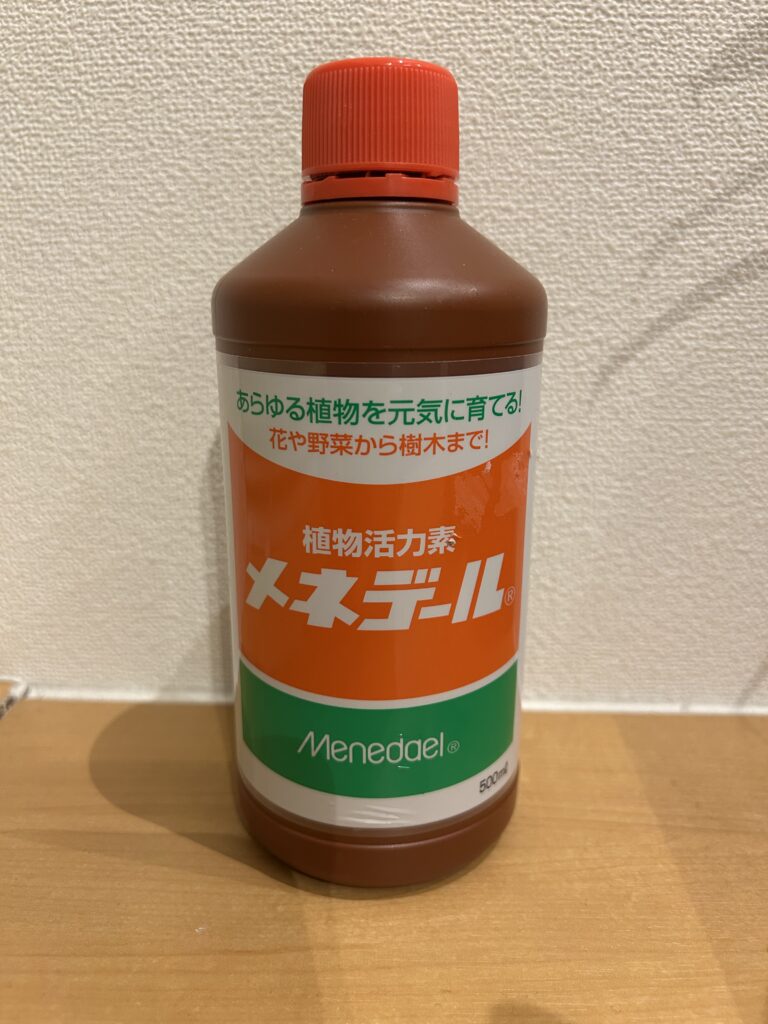 あらゆる植物を元気に育てる!
花や野菜から樹木まで!
植物活力素
メネデール®
Menedael®
500㎖